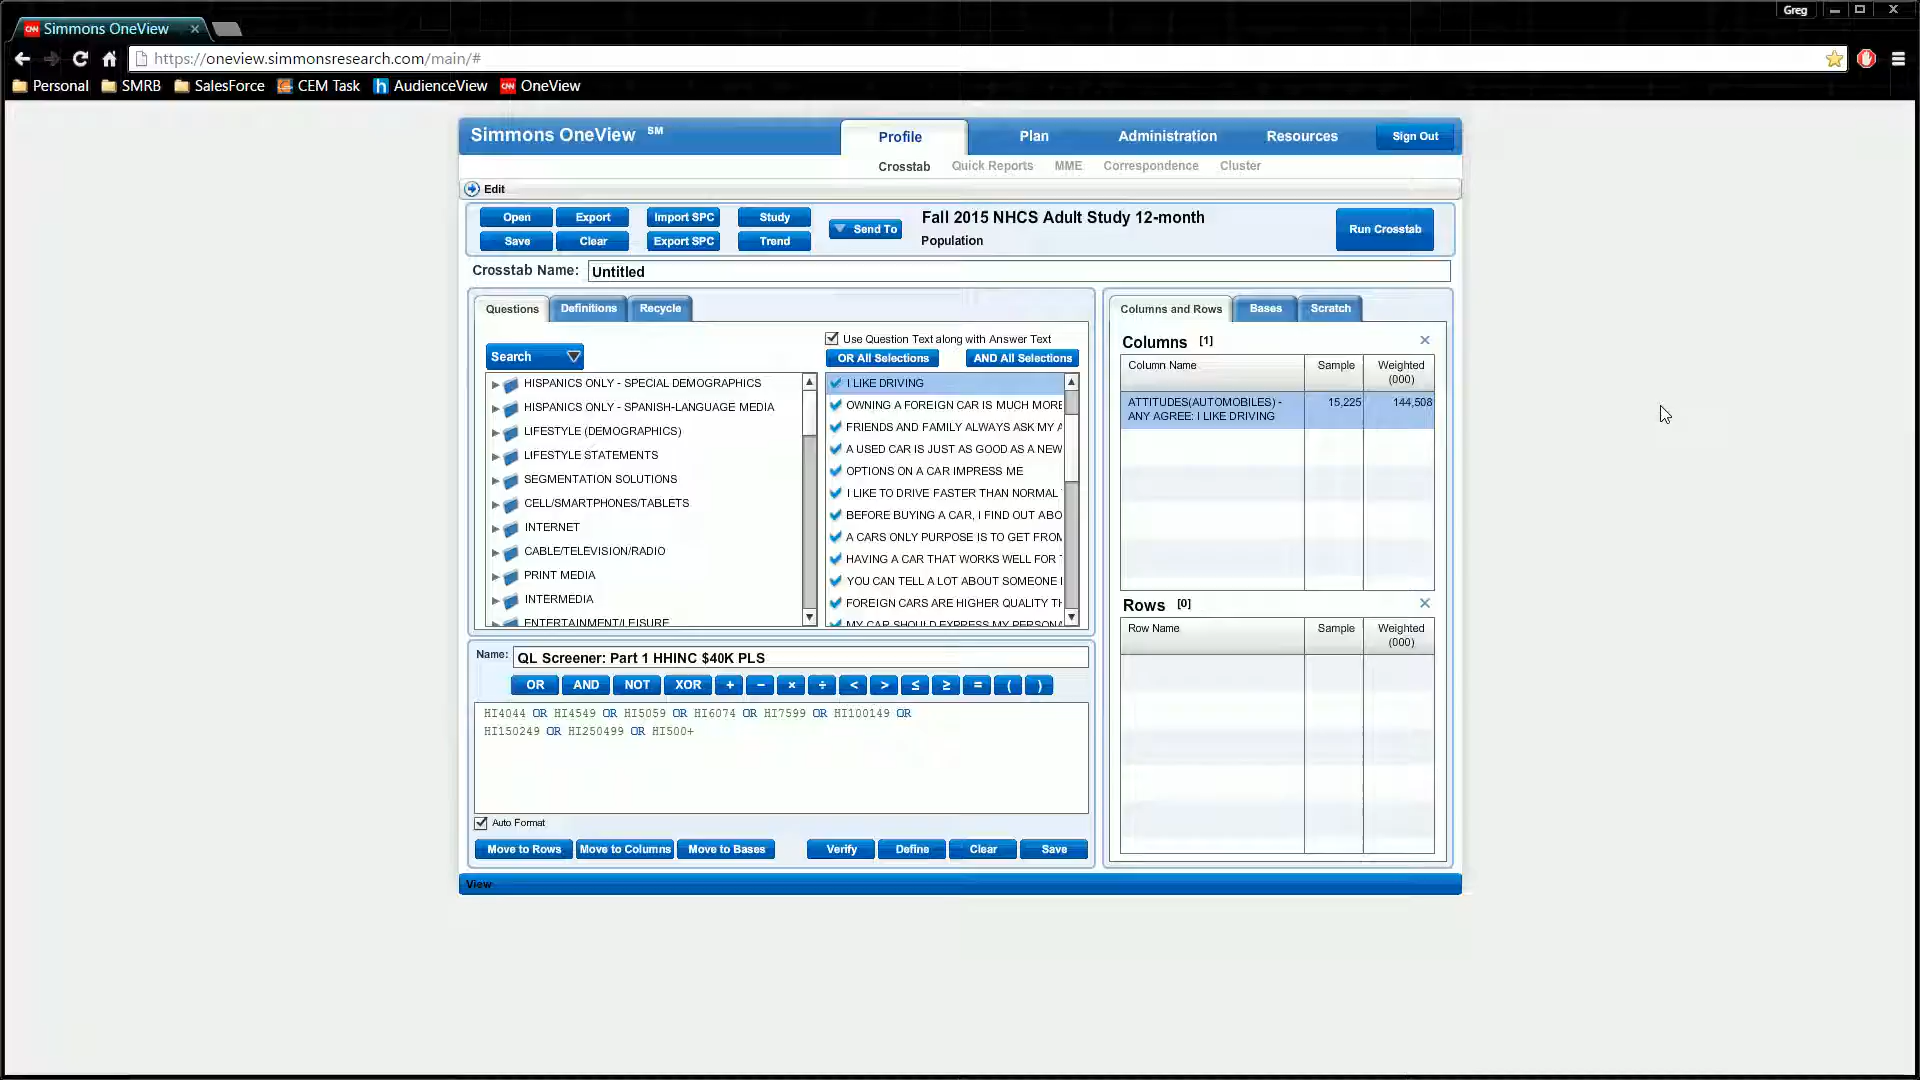 Greg
Simmons OneView
https://oneview.simmonsresearch.com/main/#
Personal SMRB SalesForce CEM Task AudienceView OneView
Simmons OneView SM Profile Plan Administration Resources Sign Out
Crosstab Quick Reports MME Correspondence Cluster
Edit
Open Export Import SPC Study Send To Fall 2015 NHCS Adult Study 12-month Run Crosstab
Save Clear Export SPC Trend Population
Crosstab Name: Untitled
Questions Definitions Recycle
Search
HISPANICS ONLY - SPECIAL DEMOGRAPHICS
HISPANICS ONLY - SPANISH-LANGUAGE MEDIA
LIFESTYLE (DEMOGRAPHICS)
LIFESTYLE STATEMENTS
SEGMENTATION SOLUTIONS
CELL/SMARTPHONES/TABLETS
INTERNET
CABLE/TELEVISION/RADIO
PRINT MEDIA
INTERMEDIA
ENTERTAINMENT/LEISURE
Use Question Text along with Answer Text
OR All Selections AND All Selections
I LIKE DRIVING
OWNING A FOREIGN CAR IS MUCH MORE
FRIENDS AND FAMILY ALWAYS ASK MY A
A USED CAR IS JUST AS GOOD AS A NEW
OPTIONS ON A CAR IMPRESS ME
I LIKE TO DRIVE FASTER THAN NORMAL
BEFORE BUYING A CAR, I FIND OUT ABO
A CARS ONLY PURPOSE IS TO GET FROM
HAVING A CAR THAT WORKS WELL FOR
YOU CAN TELL A LOT ABOUT SOMEONE
FOREIGN CARS ARE HIGHER QUALITY TH
MY CAR SHOULD EXPRESS MY PERSONA
Name: QL Screener: Part 1 HHINC $40K PLS
OR AND NOT XOR + − × ÷ < > ≤ ≥ = ( )
HI4044 OR HI4549 OR HI5059 OR HI6074 OR HI7599 OR HI100149 OR
HI150249 OR HI250499 OR HI500+
Auto Format
Move to Rows Move to Columns Move to Bases Verify Define Clear Save
View
Columns and Rows Bases Scratch
Columns [1]
Column Name Sample Weighted
(000)
ATTITUDES(AUTOMOBILES) - 15,225 144,508
ANY AGREE: I LIKE DRIVING
Rows [0]
Row Name Sample Weighted
(000)